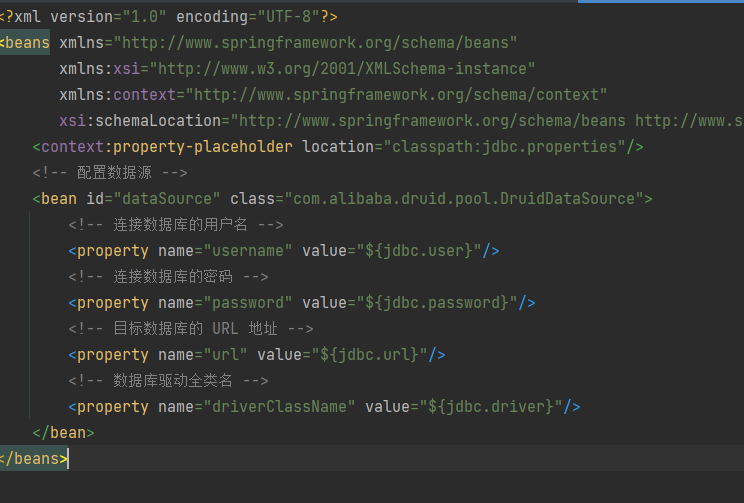 <?xml version="1.0" encoding="UTF-8"?>
<beans xmlns="http://www.springframework.org/schema/beans"
xmlns:xsi="http://www.w3.org/2001/XMLSchema-instance"
xmlns:context="http://www.springframework.org/schema/context"
xsi:schemaLocation="http://www.springframework.org/schema/beans http://www.s
<context:property-placeholder location="classpath:jdbc.properties"/>
<!-- 配置数据源 -->
<bean id="dataSource" class="com.alibaba.druid.pool.DruidDataSource">
<!-- 连接数据库的用户名 -->
<property name="username" value="${jdbc.user}"/>
<!-- 连接数据库的密码 -->
<property name="password" value="${jdbc.password}"/>
<!-- 目标数据库的 URL 地址 -->
<property name="url" value="${jdbc.url}"/>
<!-- 数据库驱动全类名 -->
<property name="driverClassName" value="${jdbc.driver}"/>
</bean>
</beans>